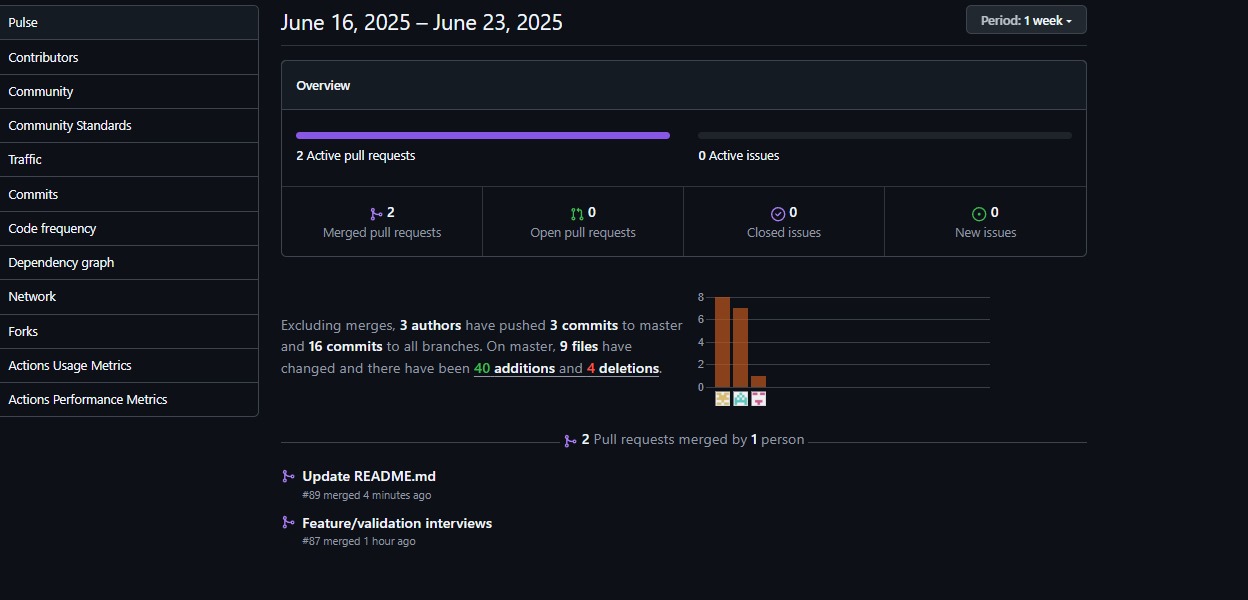 Pulse
Contributors
Community
Community Standards
Traffic
Commits
Code frequency
Dependency graph
Network
Forks
Actions Usage Metrics
Actions Performance Metrics
June 16, 2025 – June 23, 2025
Period: 1 week
Overview
2 Active pull requests
0 Active issues
2
Merged pull requests
0
Open pull requests
0
Closed issues
0
New issues
Excluding merges, 3 authors have pushed 3 commits to master
and 16 commits to all branches. On master, 9 files have
changed and there have been 40 additions and 4 deletions.
8
6
4
2
0
2 Pull requests merged by 1 person
Update README.md
#89 merged 4 minutes ago
Feature/validation interviews
#87 merged 1 hour ago